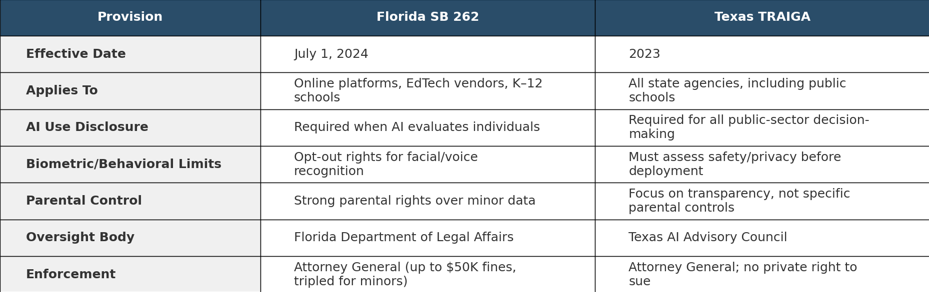 Provision Florida SB 262 Texas TRAIGA
Effective Date July 1, 2024 2023
Applies To Online platforms, EdTech vendors, K–12 schools All state agencies, including public schools
AI Use Disclosure Required when AI evaluates individuals Required for all public-sector decision-making
Biometric/Behavioral Limits Opt-out rights for facial/voice recognition Must assess safety/privacy before deployment
Parental Control Strong parental rights over minor data Focus on transparency, not specific parental controls
Oversight Body Florida Department of Legal Affairs Texas AI Advisory Council
Enforcement Attorney General (up to $50K fines, tripled for minors) Attorney General; no private right to sue